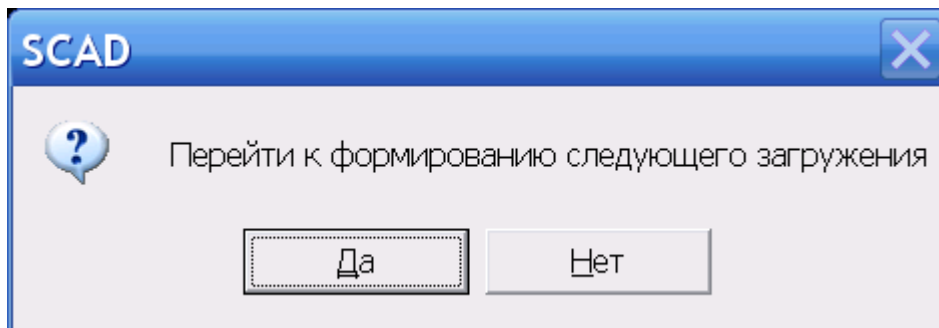 SCAD
Перейти к формированию следующего загружения
Да
Нет